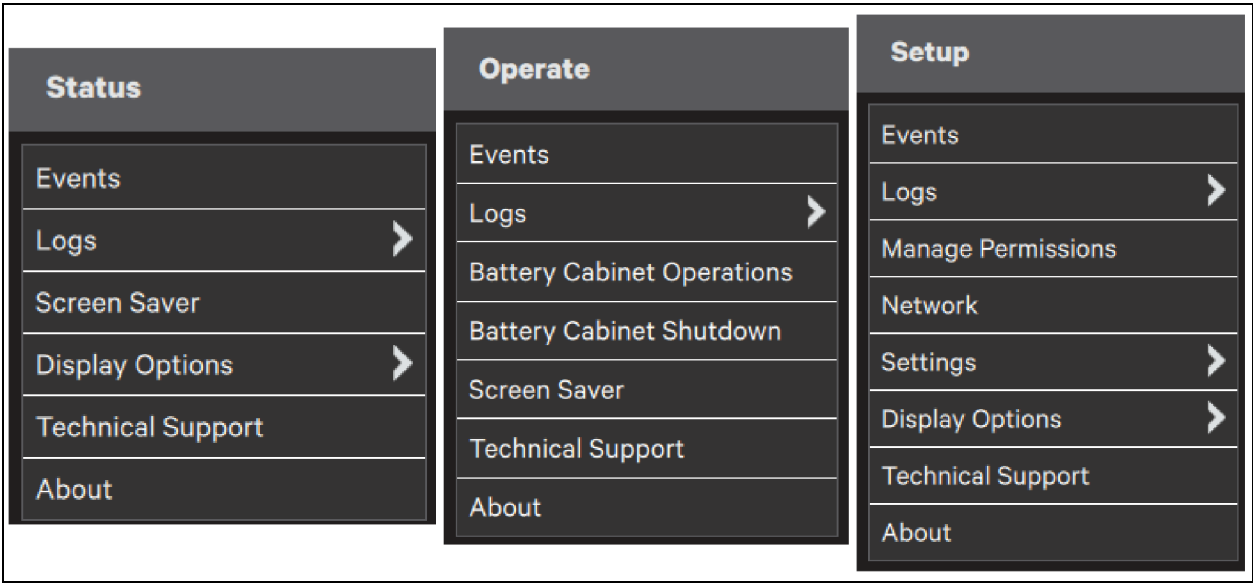 Status
Events
Logs
Screen Saver
Display Options
Technical Support
About
Operate
Events
Logs
Battery Cabinet Operations
Battery Cabinet Shutdown
Screen Saver
Technical Support
About
Setup
Events
Logs
Manage Permissions
Network
Settings
Display Options
Technical Support
About